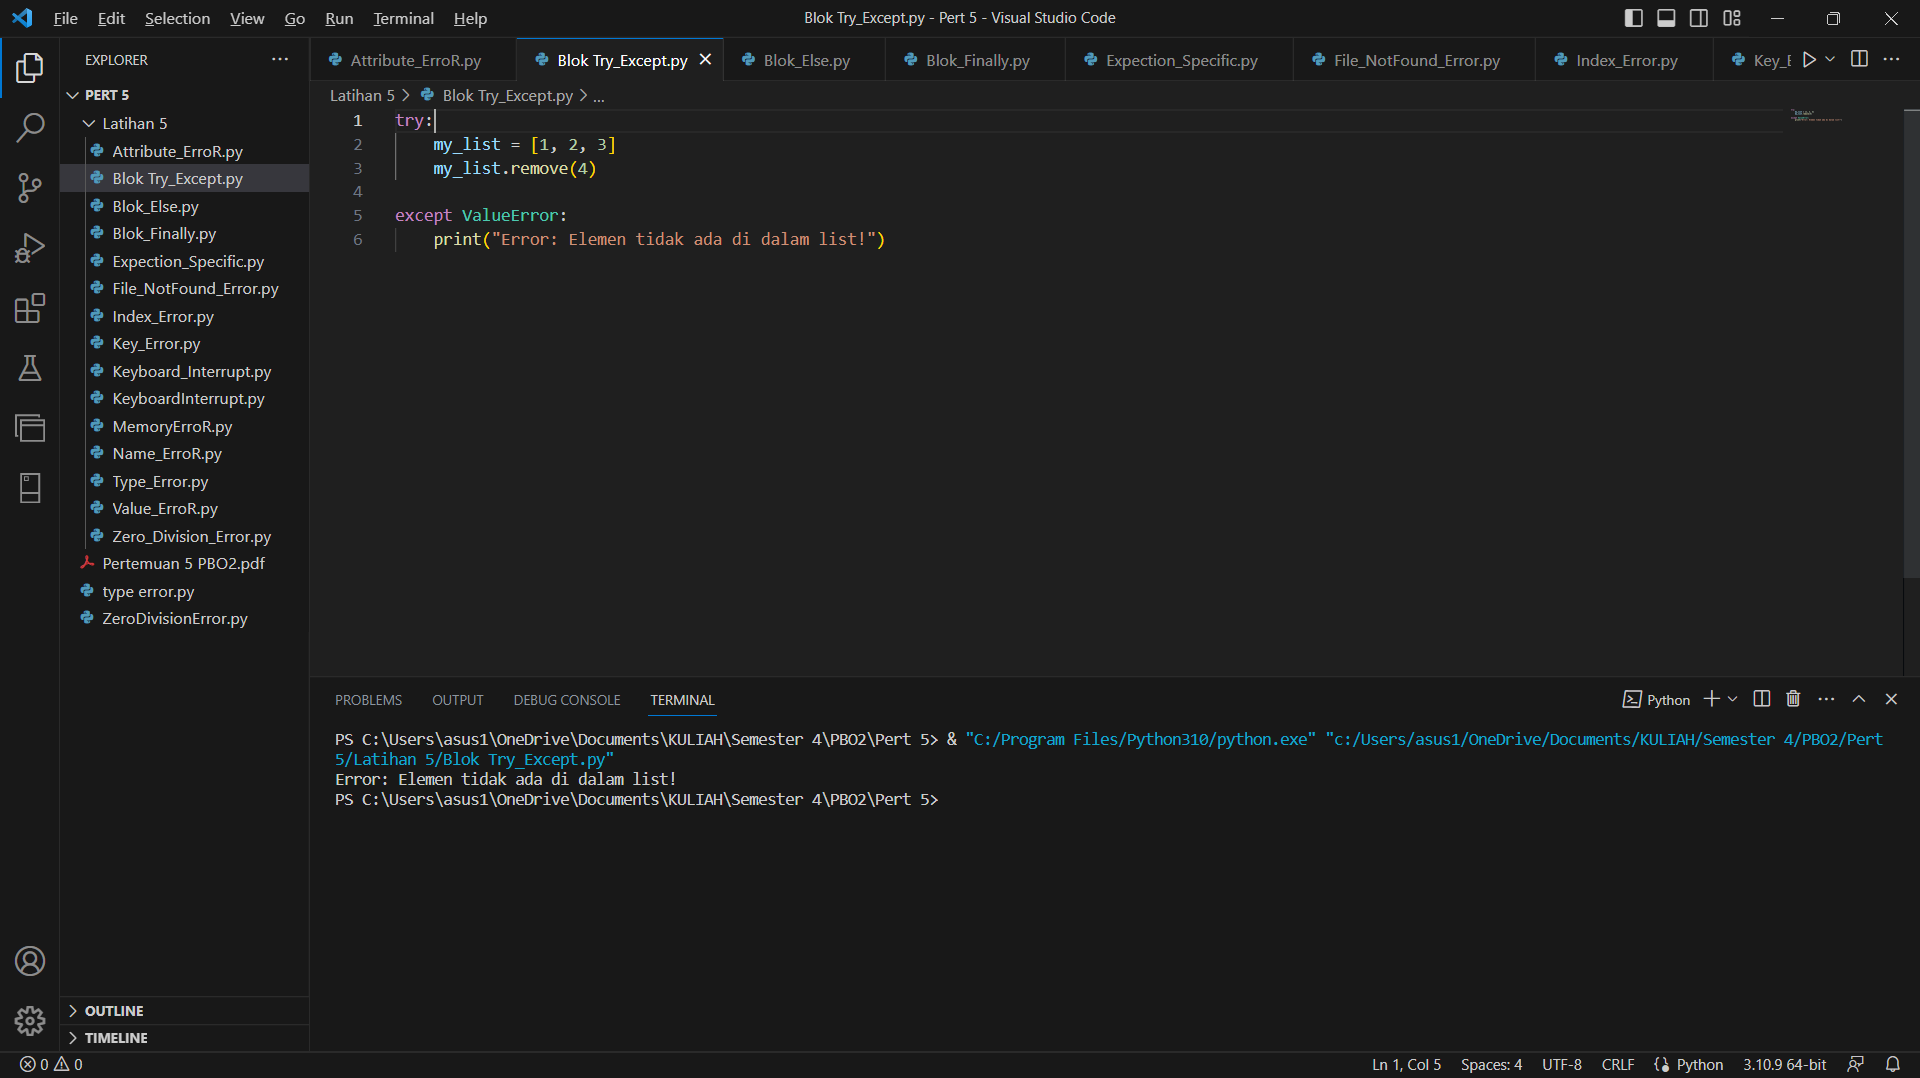 File Edit Selection View Go Run Terminal Help
Blok Try_Except.py - Pert 5 - Visual Studio Code
EXPLORER
PERT 5
Latihan 5
Attribute_ErroR.py
Blok Try_Except.py
Blok_Else.py
Blok_Finally.py
Expection_Specific.py
File_NotFound_Error.py
Index_Error.py
Key_Error.py
Keyboard_Interrupt.py
KeyboardInterrupt.py
MemoryErroR.py
Name_ErroR.py
Type_Error.py
Value_ErroR.py
Zero_Division_Error.py
Pertemuan 5 PBO2.pdf
type error.py
ZeroDivisionError.py
OUTLINE
TIMELINE
Attribute_ErroR.py Blok Try_Except.py Blok_Else.py Blok_Finally.py Expection_Specific.py File_NotFound_Error.py Index_Error.py Key_E
Latihan 5 > Blok Try_Except.py > ...
1 try:
2 my_list = [1, 2, 3]
3 my_list.remove(4)
4
5 except ValueError:
6 print("Error: Elemen tidak ada di dalam list!")
PROBLEMS OUTPUT DEBUG CONSOLE TERMINAL
Python
PS C:\Users\asus1\OneDrive\Documents\KULIAH\Semester 4\PBO2\Pert 5> & "C:/Program Files/Python310/python.exe" "c:/Users/asus1/OneDrive/Documents/KULIAH/Semester 4/PBO2/Pert
5/Latihan 5/Blok Try_Except.py"
Error: Elemen tidak ada di dalam list!
PS C:\Users\asus1\OneDrive\Documents\KULIAH\Semester 4\PBO2\Pert 5>
0 0
Ln 1, Col 5 Spaces: 4 UTF-8 CRLF Python 3.10.9 64-bit